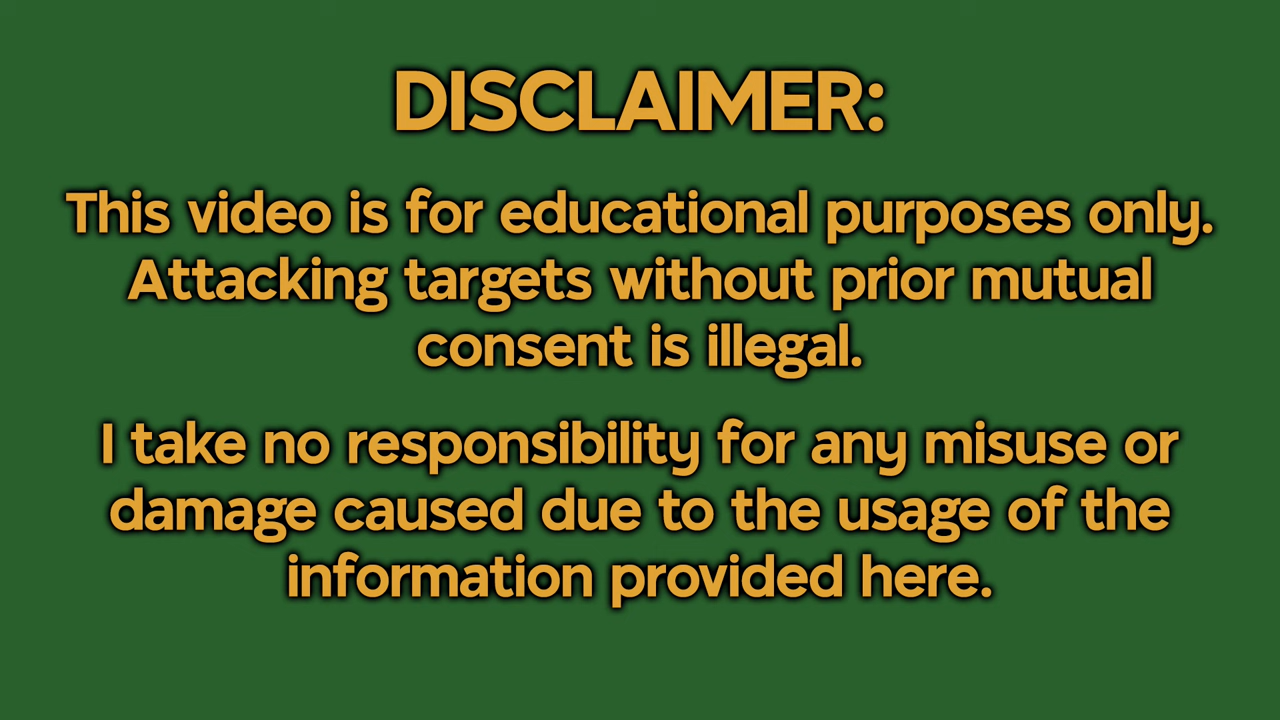 DISCLAIMER:
This video is for educational purposes only.
Attacking targets without prior mutual
consent is illegal.
I take no responsibility for any misuse or
damage caused due to the usage of the
information provided here.